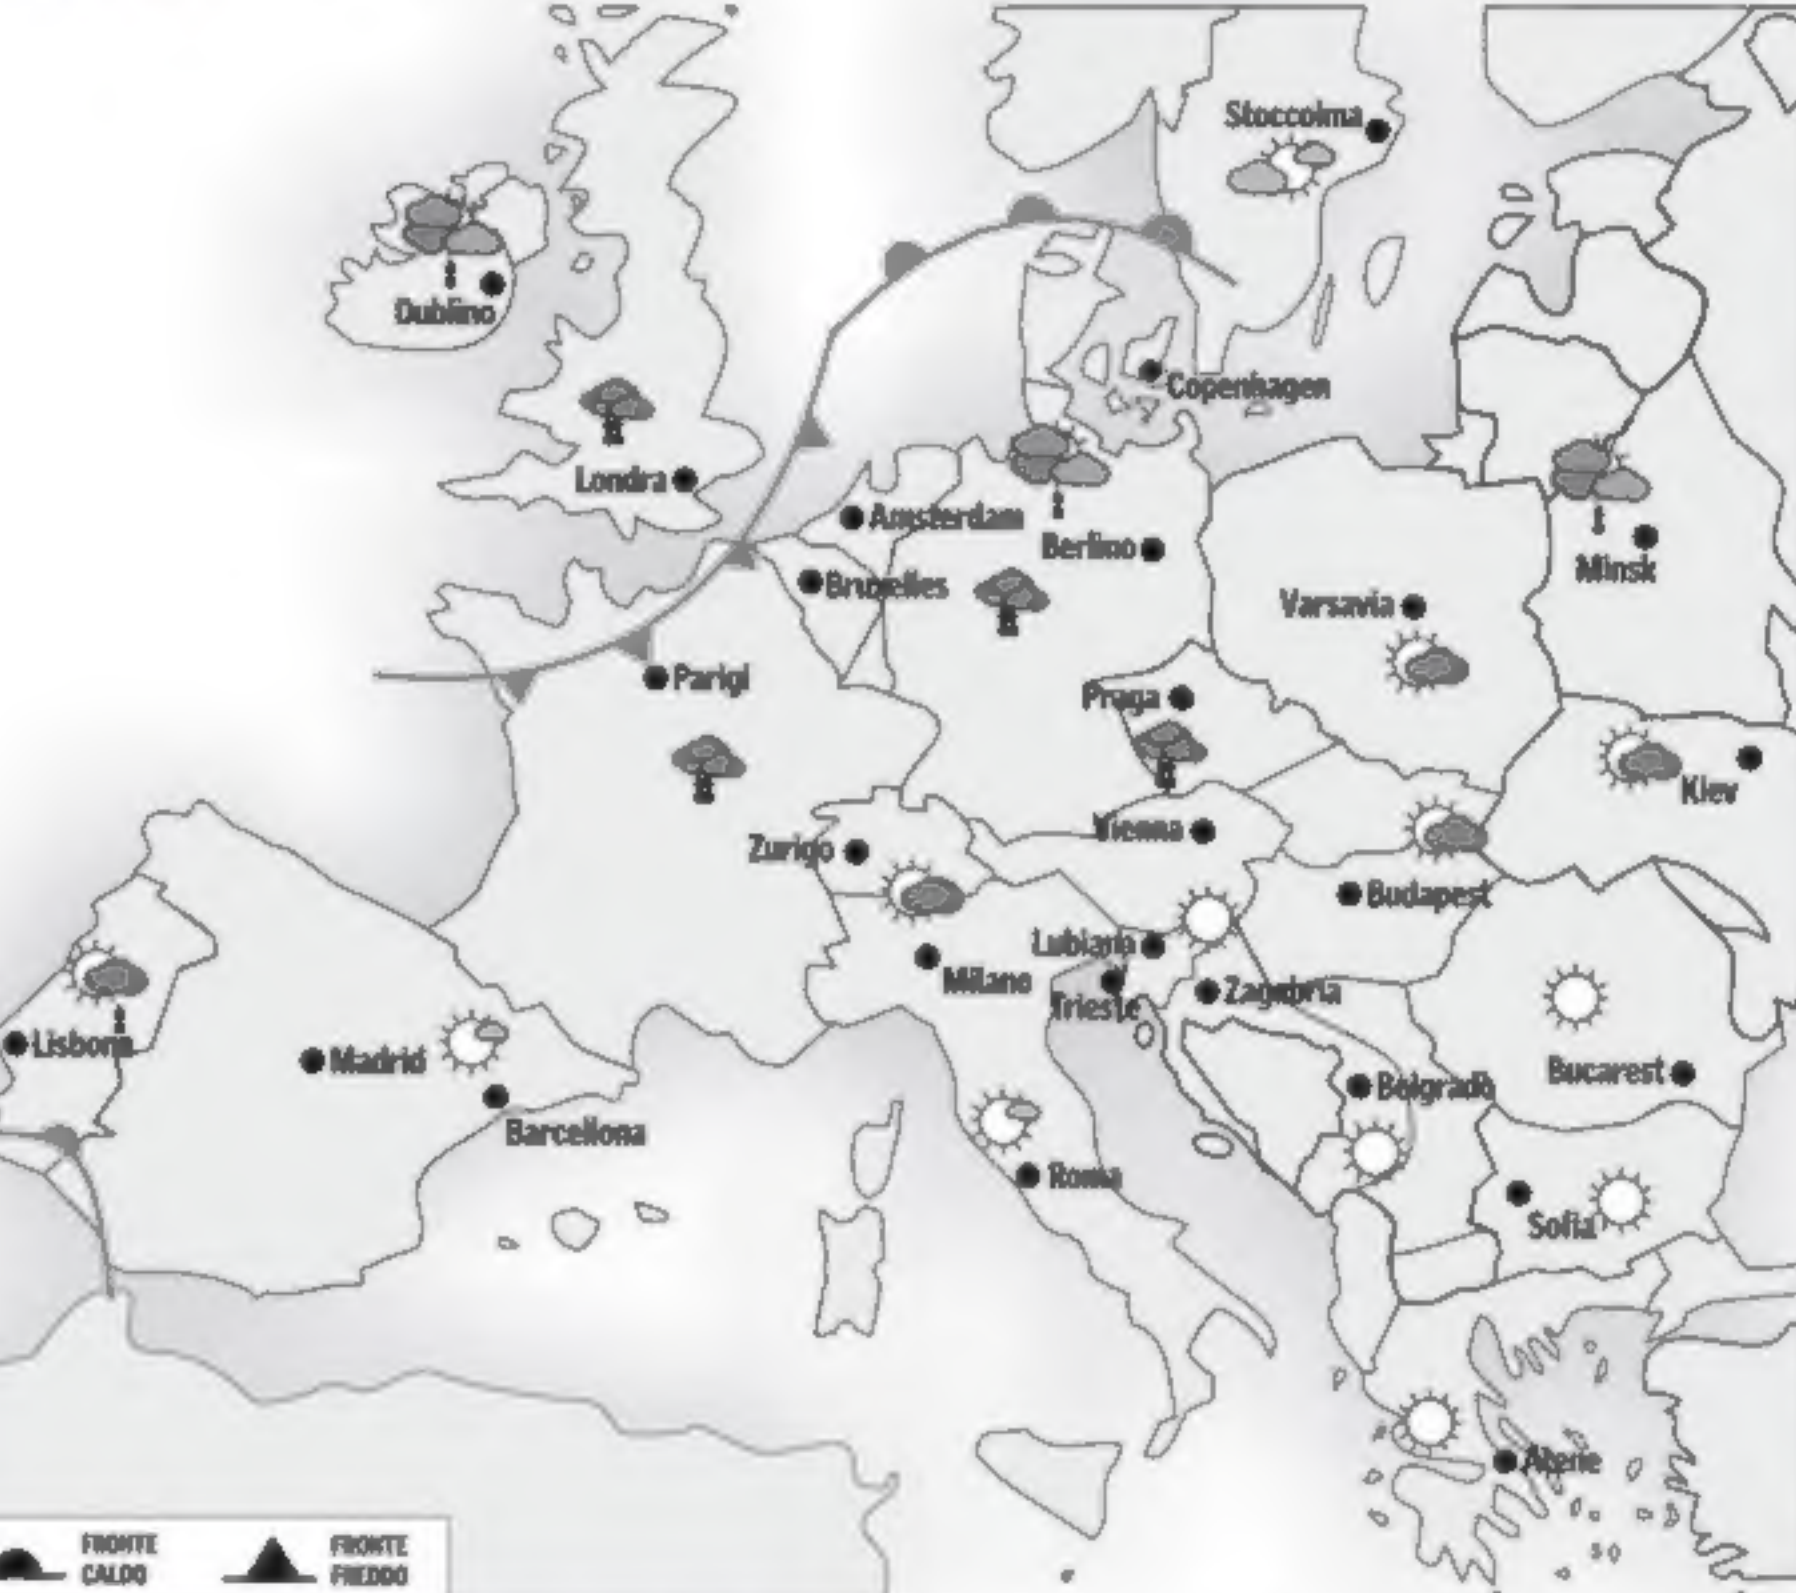 Stoccolma
Dublino
Copenhagen
Londra
Amsterdam
Berlino
Minsk
Bruxelles
Varsavia
Parigi
Praga
Kiev
Vienna
Zurigo
Budapest
Lubiana
Milano
Zagabria
Trieste
Lisbona
Madrid
Bucarest
Belgrado
Barcellona
Roma
Sofia
Atene
FRONTE
CALDO
FRONTE
FREDDO